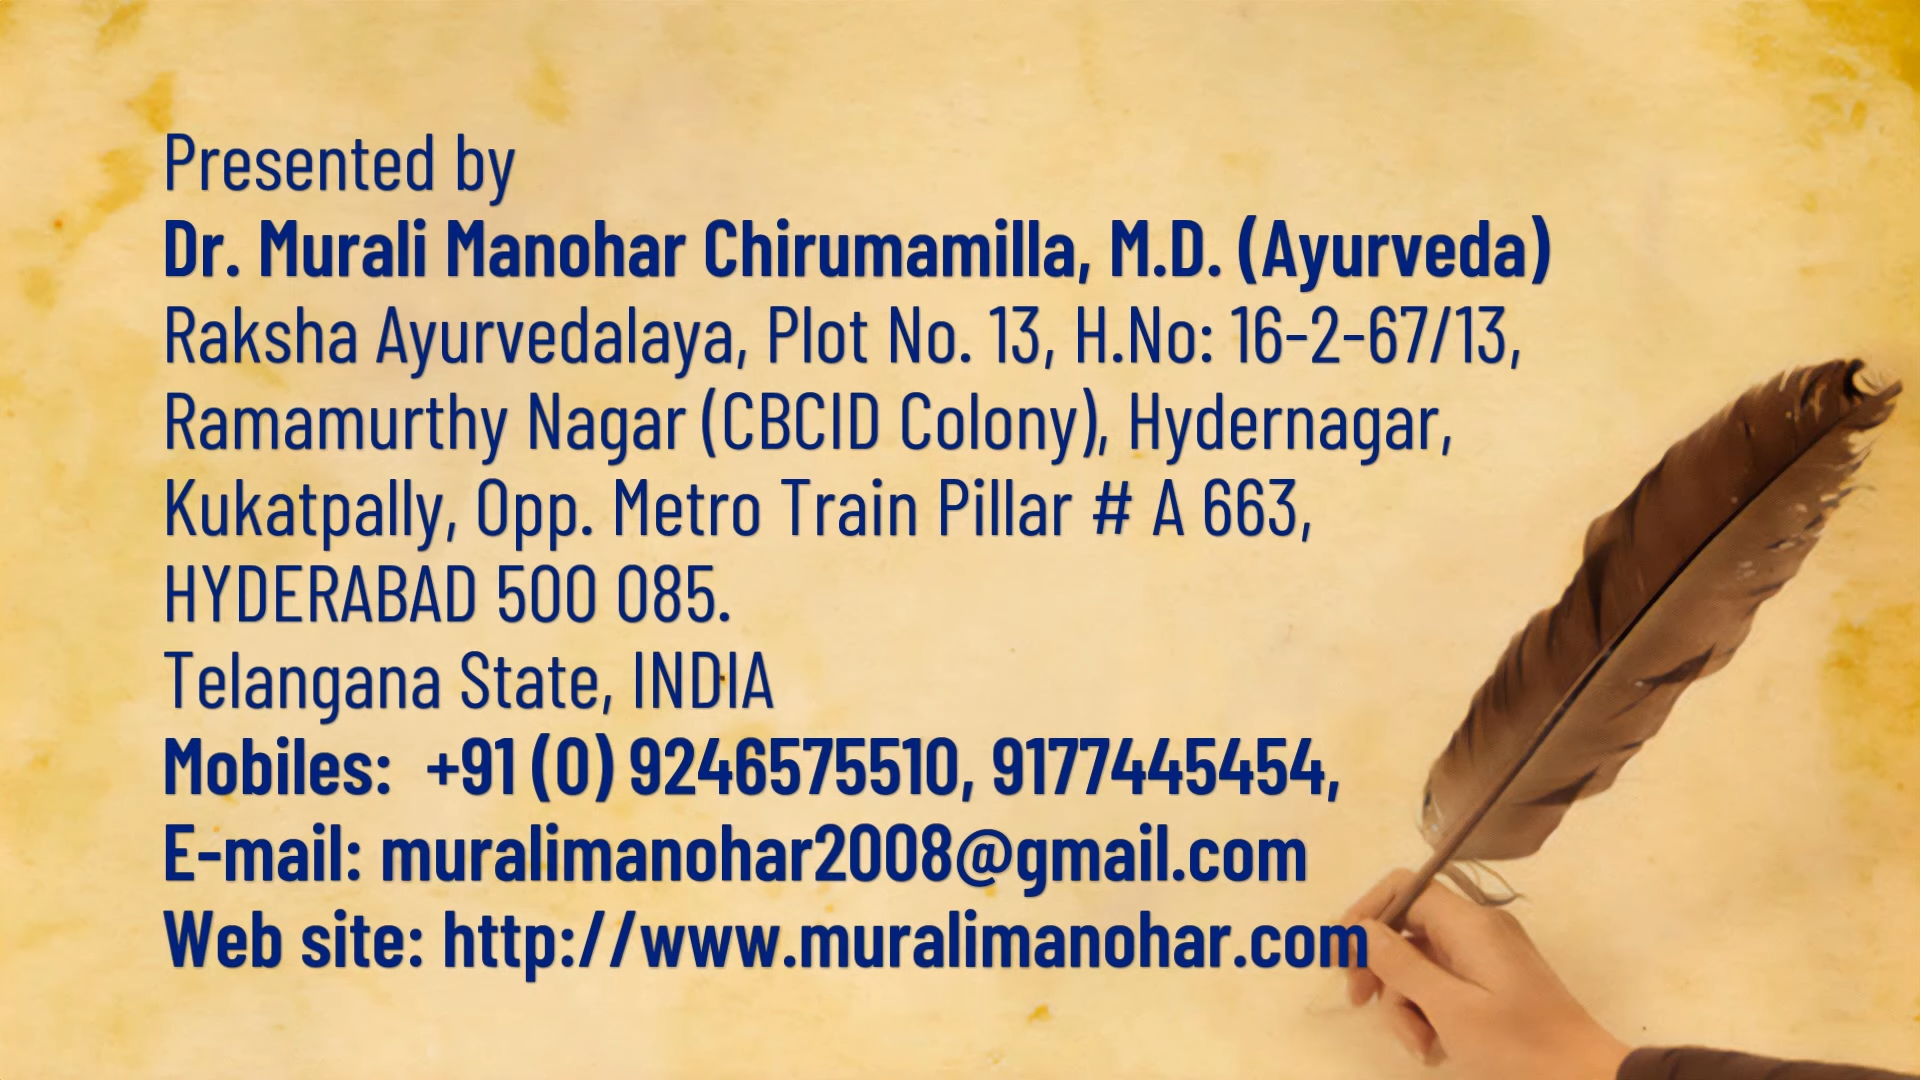 Presented by
Dr. Murali Manohar Chirumamilla, M.D. (Ayurveda)
Raksha Ayurvedalaya, Plot No. 13, H.No: 16-2-67/13,
Ramamurthy Nagar (CBCID Colony), Hydernagar,
Kukatpally, Opp. Metro Train Pillar # A 663,
HYDERABAD 500 085.
Telangana State, INDIA
Mobiles:  +91 (0) 9246575510, 9177445454,
E-mail: muralimanohar2008@gmail.com
Web site: http://www.muralimanohar.com